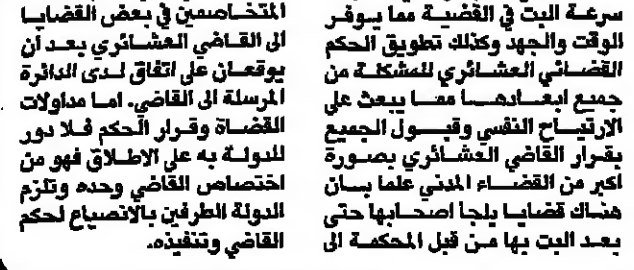 سرعة البت في القضية مما يوفر
الوقت والجهد وكذلك تطويق الحكم
القضائي العشائري للمشكلة من
جميع ابعادها مما يبعث على
الارتياح النفسي وقبول الجميع
بقرار القاضي العشائري بصورة
اكبر من القضاء المدني علما بان
هناك قضايا يلجا اصحابها حتى
بعد البت بها من قبل المحكمة الى
المتخاصمين في بعض القضايا
الى القاضي العشائري بعد أن
يوقعان على اتفاق لدى الدائرة
المرسلة الى القاضي. اما مداولات
القضاة وقرار الحكم فلا دور
للدولة به على الاطلاق فهو من
اختصاص القاضي وحده وتلزم
الدولة الطرفين بالانصياع لحكم
القاضي وتنفيذه.